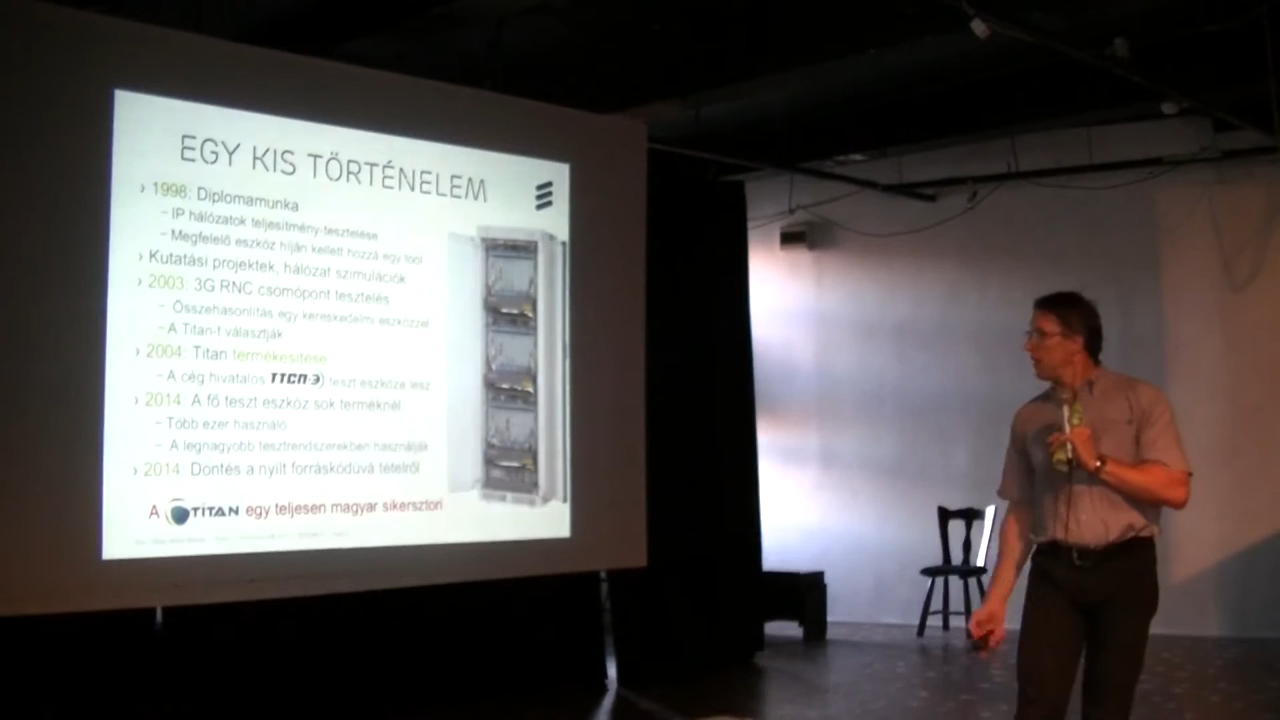 EGY KIS TÖRTÉNELEM
› 1998: Diplomamunka
– IP hálózatok teljesítmény-tesztelése
– Megfelelő eszköz híján kellett hozzá egy tool
› Kutatási projektek, hálózat szimulációk
› 2003: 3G RNC csomópont tesztelés
– Összehasonlítás egy kereskedelmi eszközzel
– A Titan-t választják
› 2004: Titan termékesítése
– A cég hivatalos TTCN-3 teszt eszköze lesz
› 2014: A fő teszt eszköz sok terméknél
– Több ezer használó
– A legnagyobb tesztrendszerekben használják
› 2014: Döntés a nyílt forráskódúvá tételről
A TITAN egy teljesen magyar sikersztori